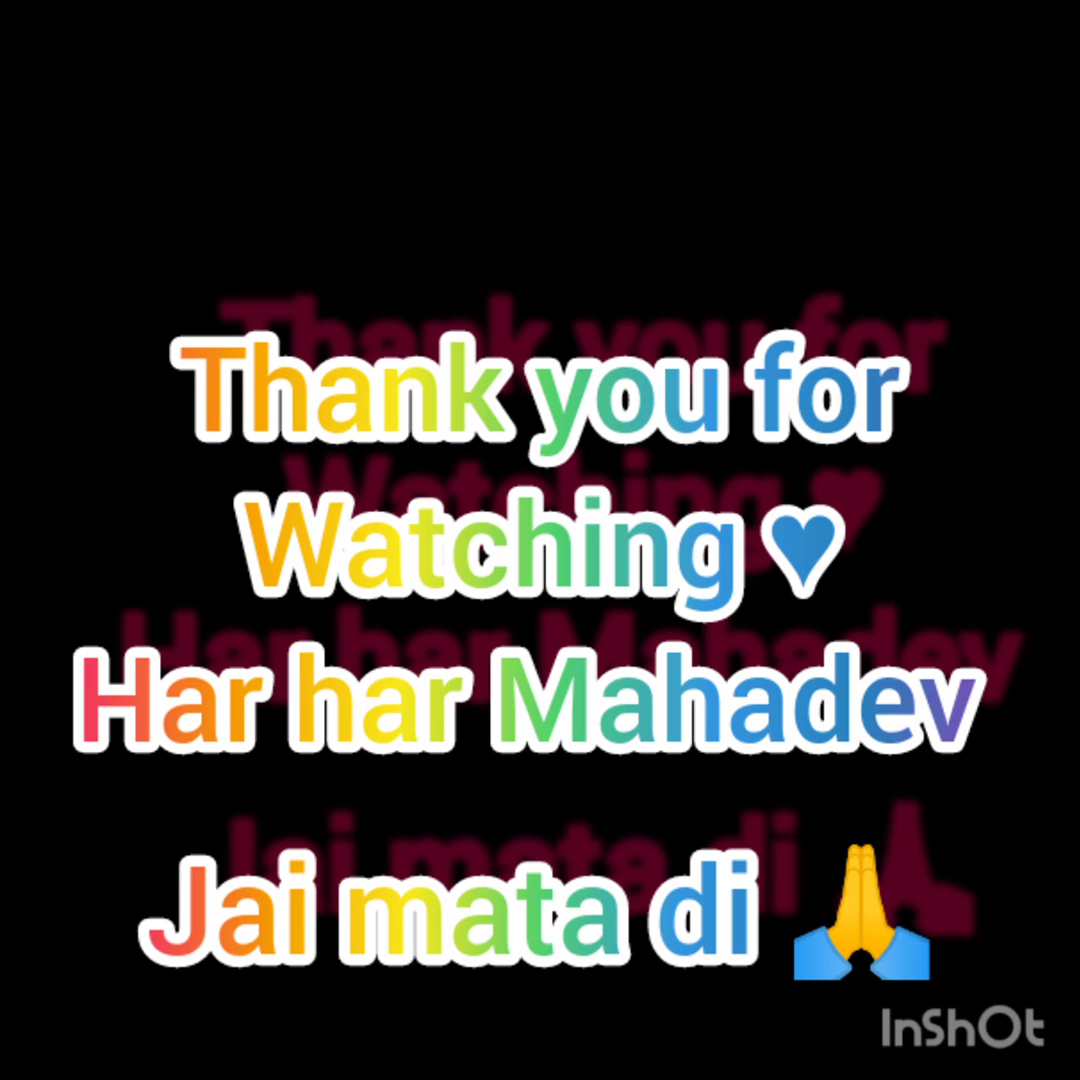 Thank you for
Watching ♥
Har har Mahadev
Jai mata di 🙏
InShOt